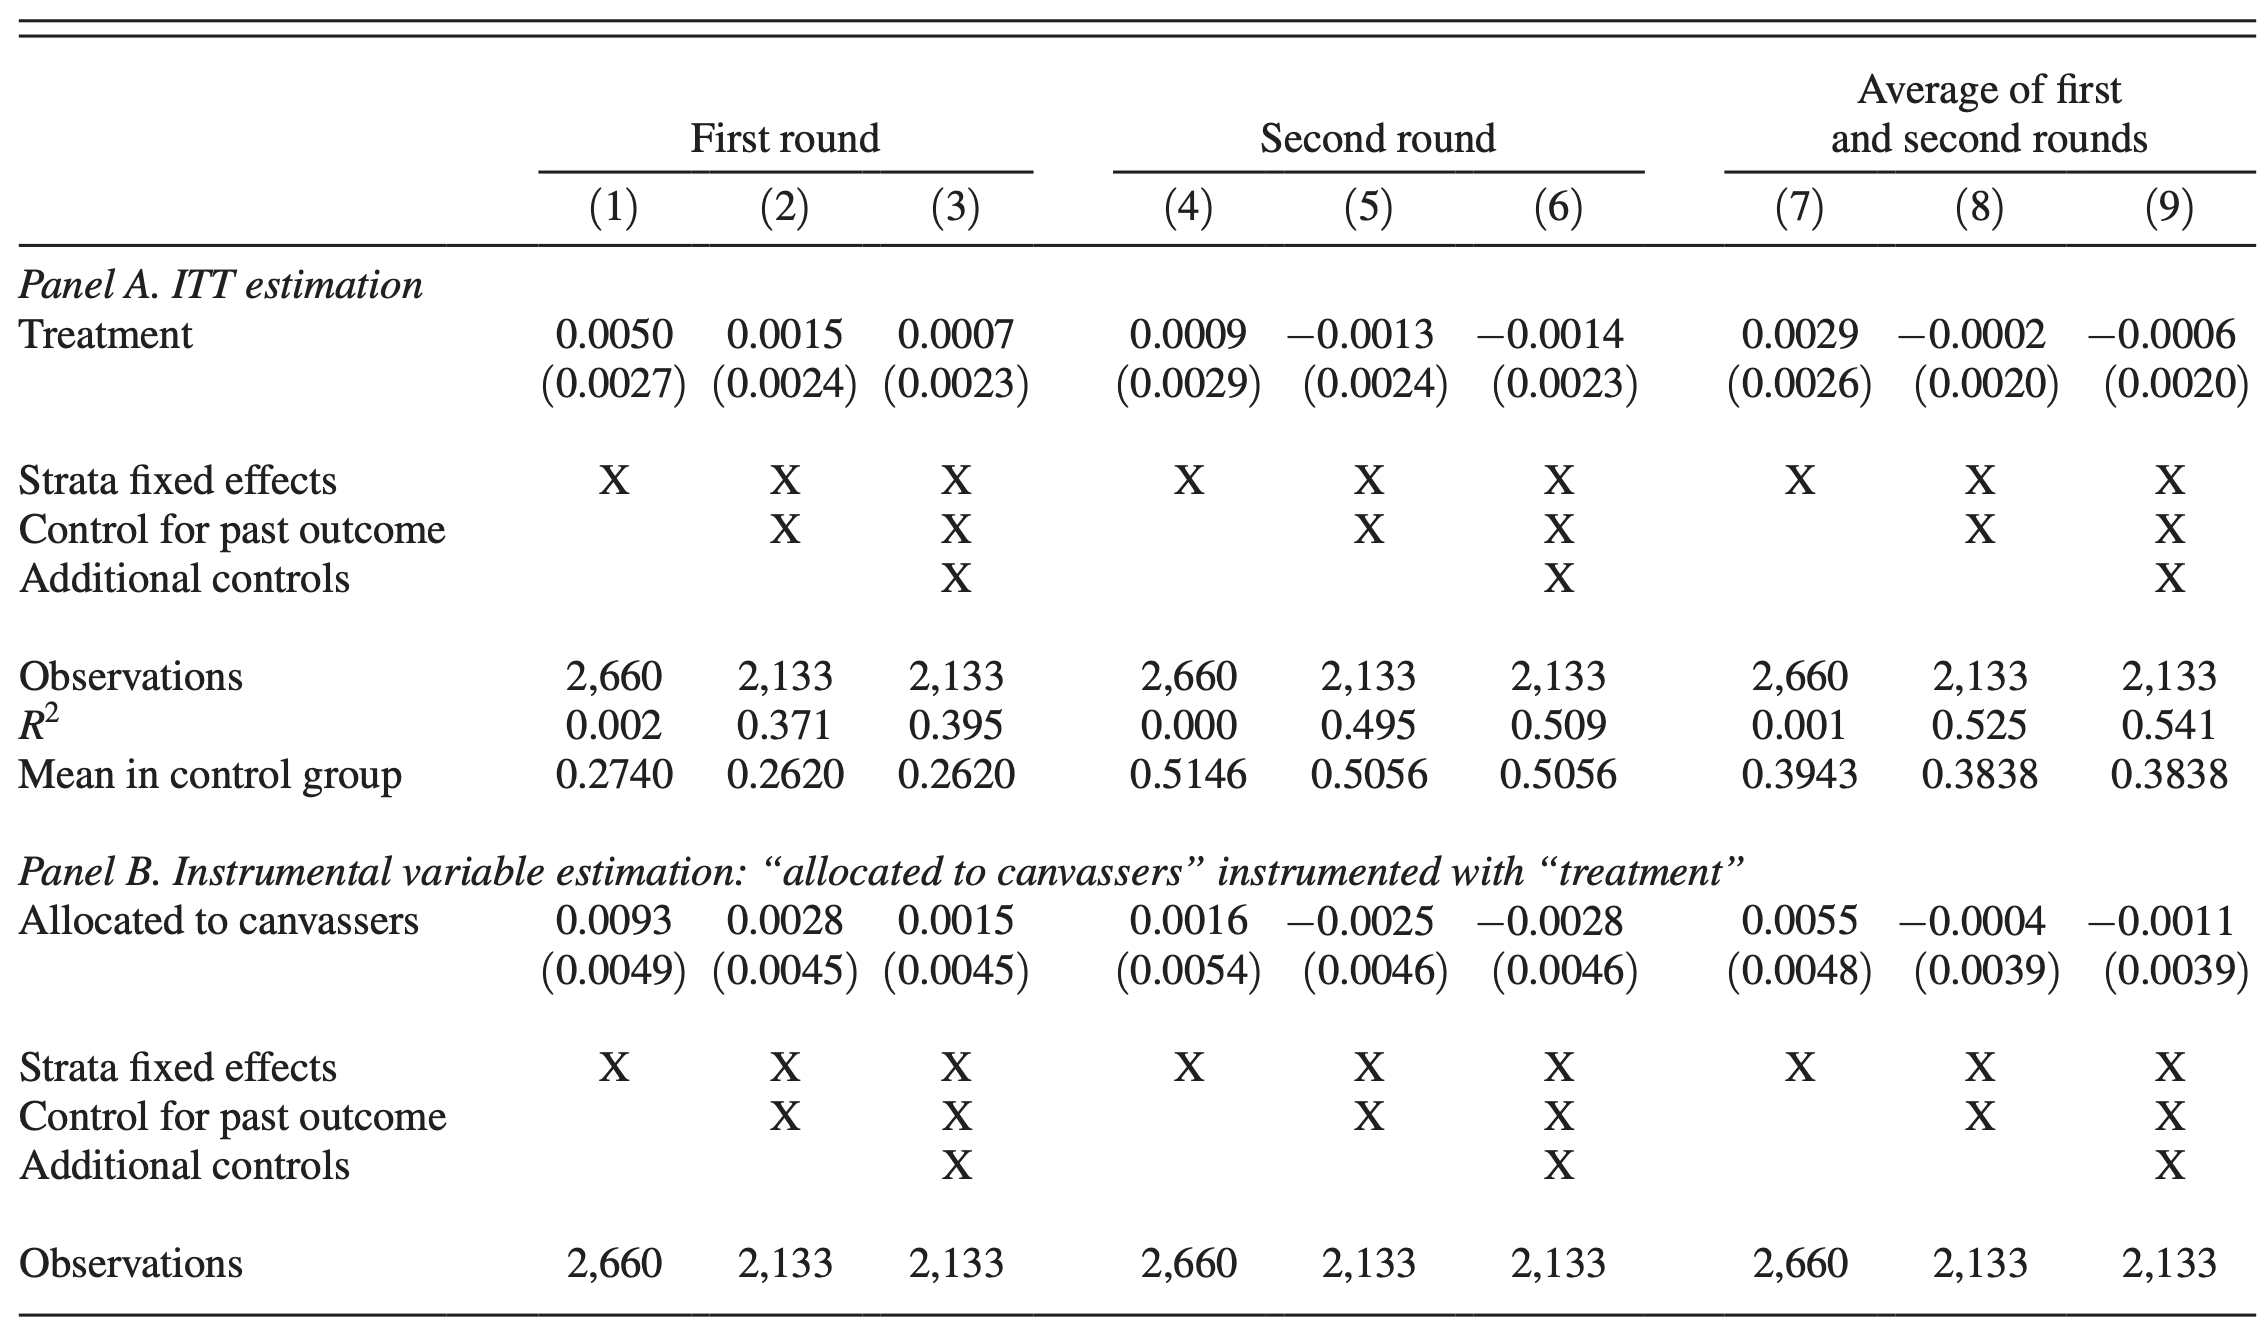 Average of first
First round Second round and second rounds
(1) (2) (3) (4) (5) (6) (7) (8) (9)
Panel A. ITT estimation
Treatment 0.0050 0.0015 0.0007 0.0009 −0.0013 −0.0014 0.0029 −0.0002 −0.0006
(0.0027) (0.0024) (0.0023) (0.0029) (0.0024) (0.0023) (0.0026) (0.0020) (0.0020)
Strata fixed effects X X X X X X X X X
Control for past outcome X X X X X X
Additional controls X X X
Observations 2,660 2,133 2,133 2,660 2,133 2,133 2,660 2,133 2,133
R² 0.002 0.371 0.395 0.000 0.495 0.509 0.001 0.525 0.541
Mean in control group 0.2740 0.2620 0.2620 0.5146 0.5056 0.5056 0.3943 0.3838 0.3838
Panel B. Instrumental variable estimation: “allocated to canvassers” instrumented with “treatment”
Allocated to canvassers 0.0093 0.0028 0.0015 0.0016 −0.0025 −0.0028 0.0055 −0.0004 −0.0011
(0.0049) (0.0045) (0.0045) (0.0054) (0.0046) (0.0046) (0.0048) (0.0039) (0.0039)
Strata fixed effects X X X X X X X X X
Control for past outcome X X X X X X
Additional controls X X X
Observations 2,660 2,133 2,133 2,660 2,133 2,133 2,660 2,133 2,133